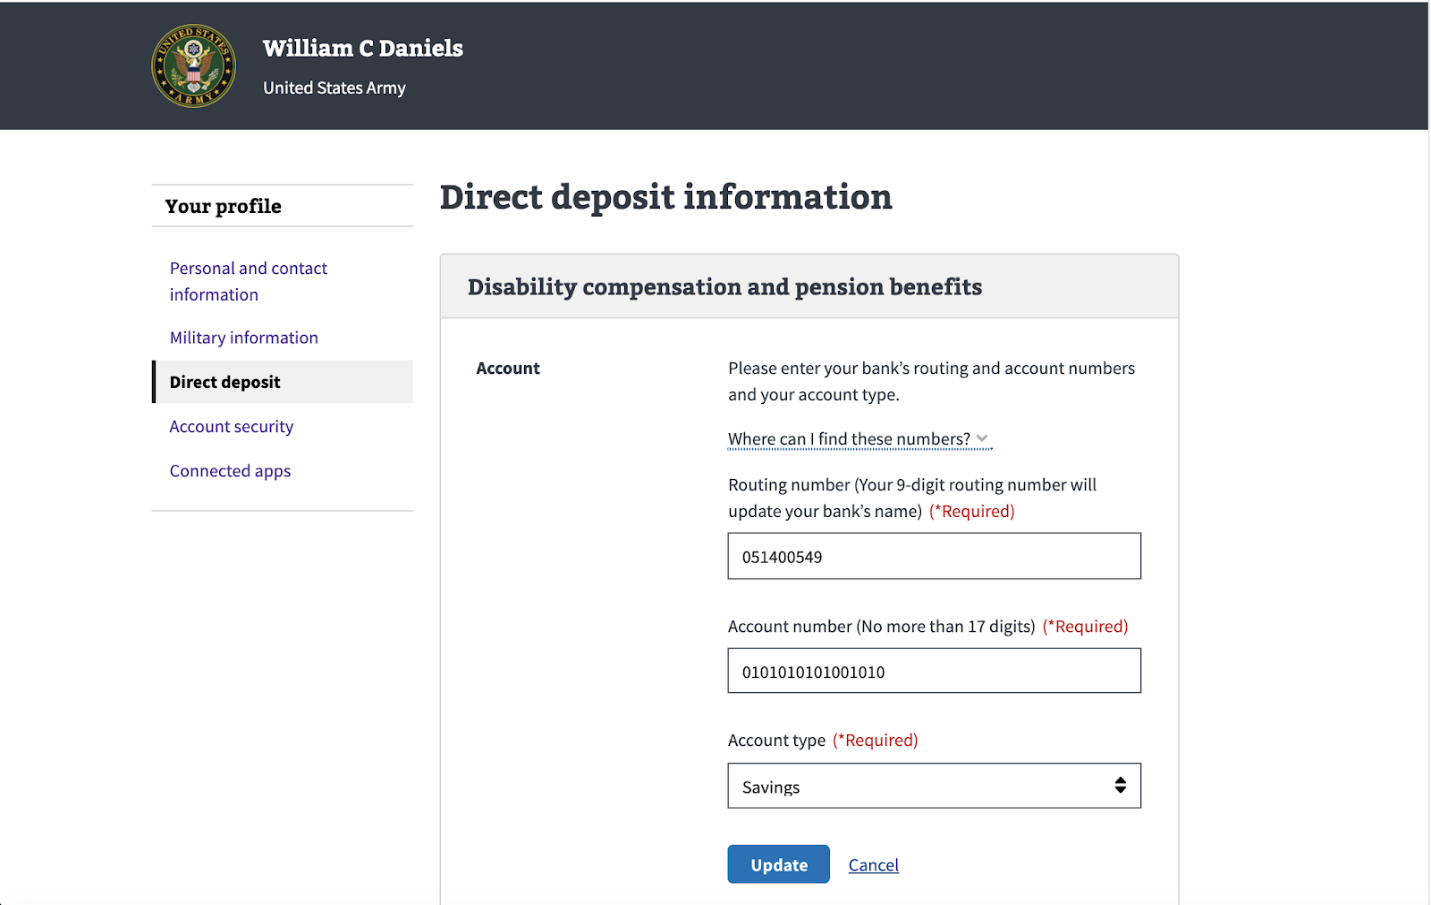 UNITED STATES
ARMY
William C Daniels
United States Army
Your profile
Personal and contact
information
Military information
Direct deposit
Account security
Connected apps
Direct deposit information
Disability compensation and pension benefits
Account
Please enter your bank’s routing and account numbers
and your account type.
Where can I find these numbers?
Routing number (Your 9-digit routing number will
update your bank’s name) (*Required)
051400549
Account number (No more than 17 digits) (*Required)
0101010101001010
Account type (*Required)
Savings
Update Cancel